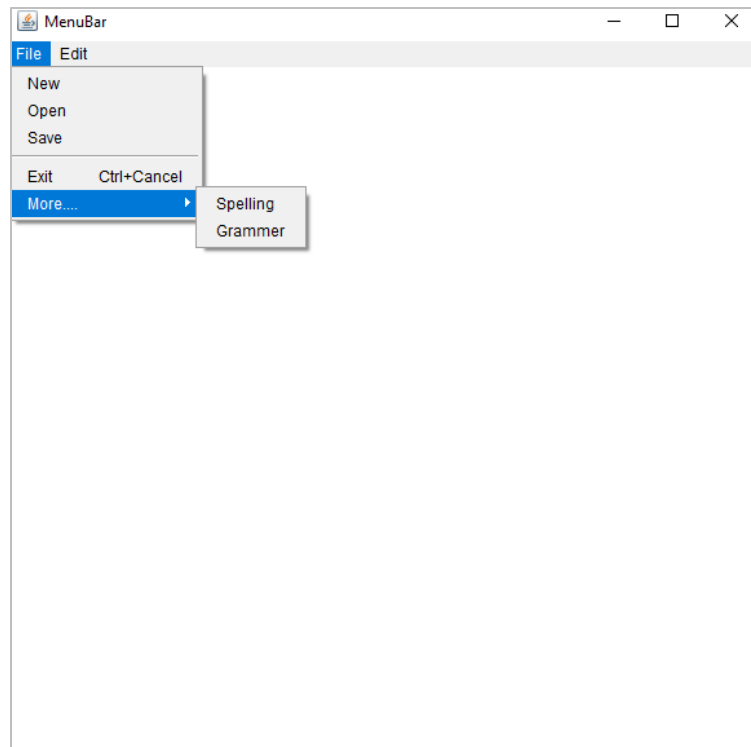 MenuBar
File Edit
New
Open
Save
Exit Ctrl+Cancel
More....
Spelling
Grammer